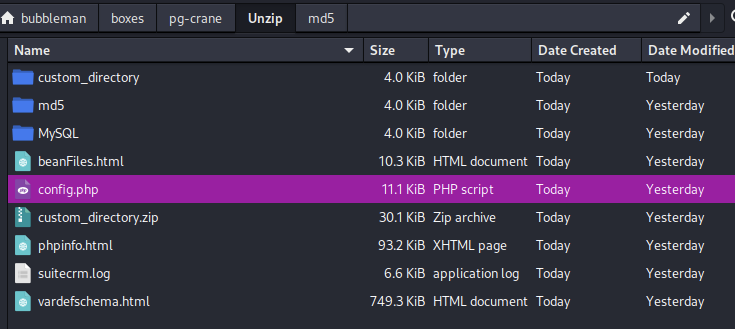 bubbleman boxes pg-crane Unzip md5
Name Size Type Date Created Date Modified
custom_directory 4.0 KiB folder Today Today
md5 4.0 KiB folder Today Yesterday
MySQL 4.0 KiB folder Today Yesterday
beanFiles.html 10.3 KiB HTML document Today Yesterday
config.php 11.1 KiB PHP script Today Yesterday
custom_directory.zip 30.1 KiB Zip archive Today Yesterday
phpinfo.html 93.2 KiB XHTML page Today Yesterday
suitecrm.log 6.6 KiB application log Today Yesterday
vardefschema.html 749.3 KiB HTML document Today Yesterday